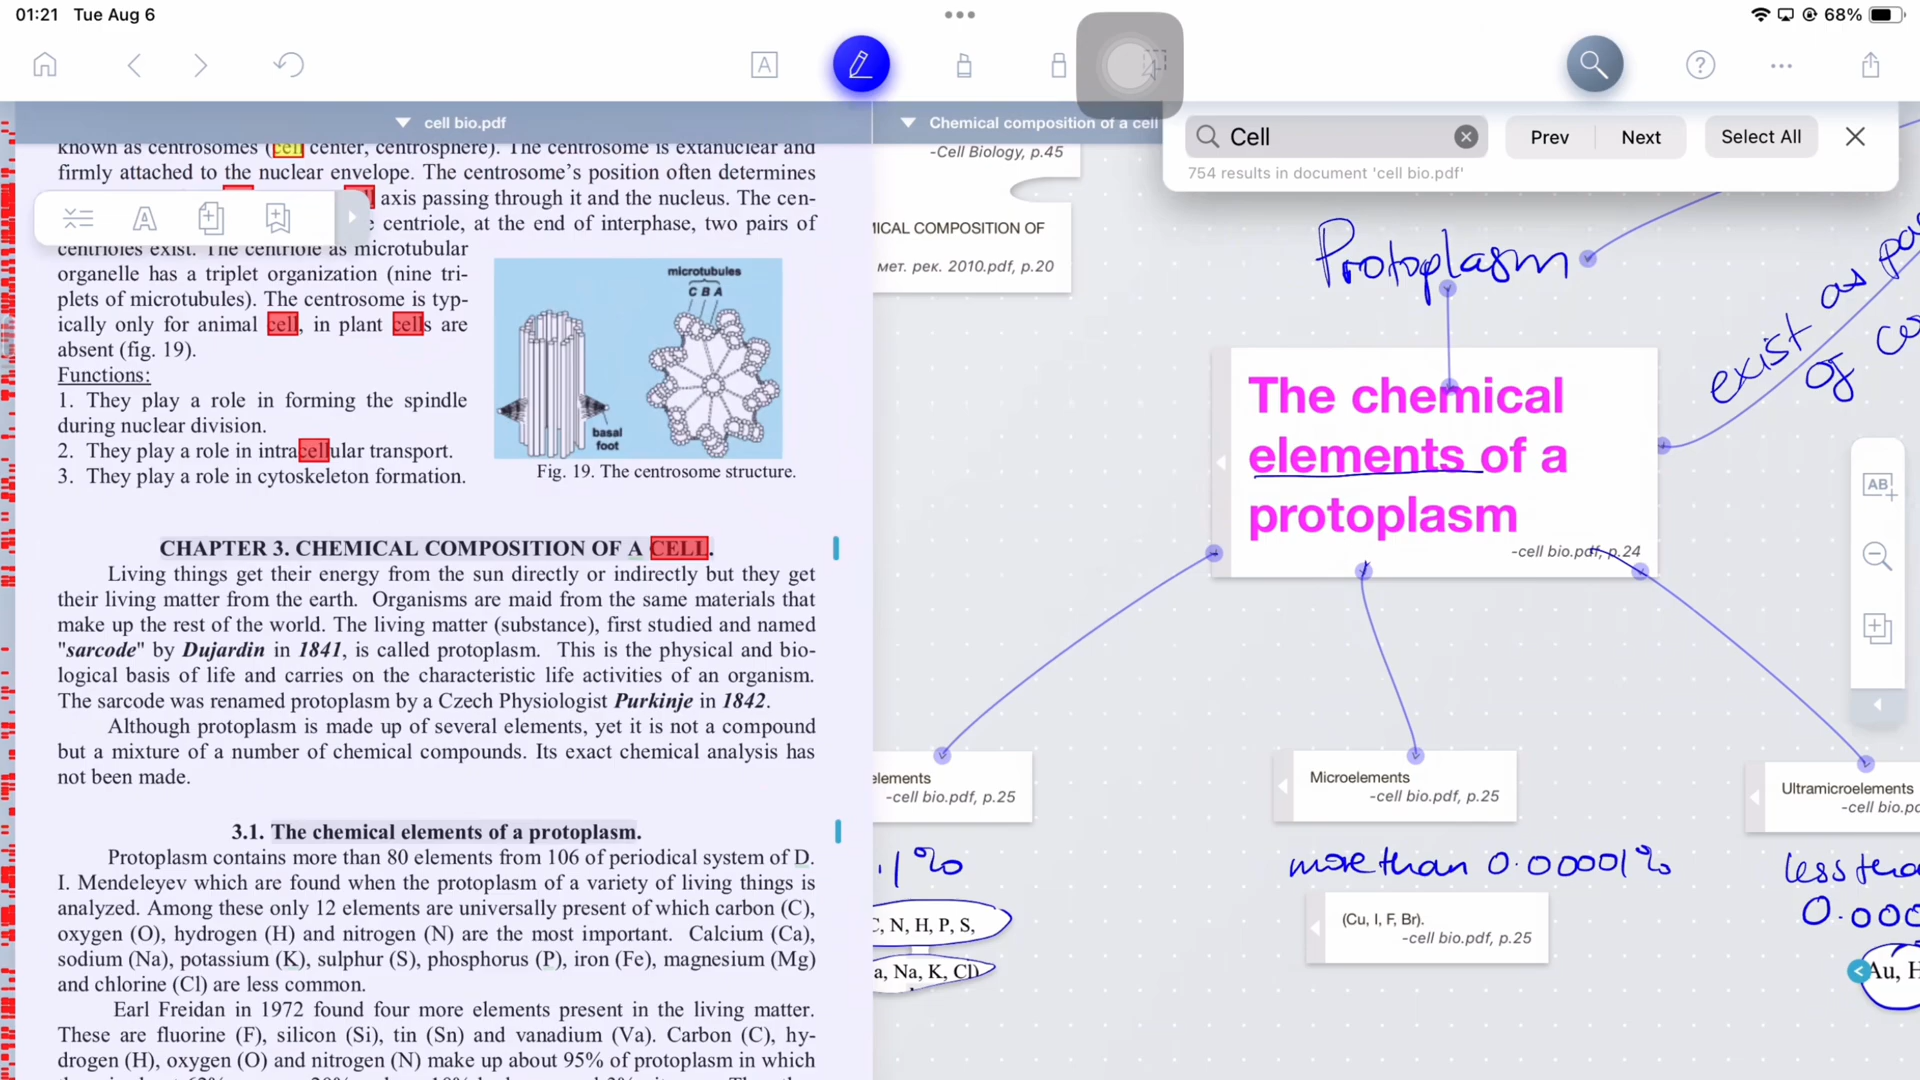 01:21 Tue Aug 6
68%
A
?
cell bio.pdf
Chemical composition of a cell
Cell
Prev
Next
Select All
754 results in document 'cell bio.pdf'
known as centrosomes (cell center, centrosphere). The centrosome is extanuclear and
firmly attached to the nuclear envelope. The centrosome's position often determines
axis passing through it and the nucleus. The cen-
centriole, at the end of interphase, two pairs of
centrioles exist. The centriole as microtubular
organelle has a triplet organization (nine tri-
plets of microtubules). The centrosome is typ-
ically only for animal cell, in plant cells are
absent (fig. 19).
Functions:
1. They play a role in forming the spindle
during nuclear division.
2. They play a role in intracellular transport.
3. They play a role in cytoskeleton formation.
microtubules
C B A
basal
foot
Fig. 19. The centrosome structure.
CHAPTER 3. CHEMICAL COMPOSITION OF A CELL.
Living things get their energy from the sun directly or indirectly but they get
their living matter from the earth. Organisms are maid from the same materials that
make up the rest of the world. The living matter (substance), first studied and named
"sarcode" by Dujardin in 1841, is called protoplasm. This is the physical and bio-
logical basis of life and carries on the characteristic life activities of an organism.
The sarcode was renamed protoplasm by a Czech Physiologist Purkinje in 1842.
Although protoplasm is made up of several elements, yet it is not a compound
but a mixture of a number of chemical compounds. Its exact chemical analysis has
not been made.
3.1. The chemical elements of a protoplasm.
Protoplasm contains more than 80 elements from 106 of periodical system of D.
I. Mendeleyev which are found when the protoplasm of a variety of living things is
analyzed. Among these only 12 elements are universally present of which carbon (C),
oxygen (O), hydrogen (H) and nitrogen (N) are the most important. Calcium (Ca),
sodium (Na), potassium (K), sulphur (S), phosphorus (P), iron (Fe), magnesium (Mg)
and chlorine (Cl) are less common.
Earl Freidan in 1972 found four more elements present in the living matter.
These are fluorine (F), silicon (Si), tin (Sn) and vanadium (Va). Carbon (C), hy-
drogen (H), oxygen (O) and nitrogen (N) make up about 95% of protoplasm in which
-Cell Biology, p.45
ICAL COMPOSITION OF
мет. рек. 2010.pdf, p.20
Protoplasm
exist as pa
of co
The chemical
elements of a
protoplasm
-cell bio.pdf, p.24
AB
elements
-cell bio.pdf, p.25
.1%
C, N, H, P, S,
a, Na, K, Cl)
Microelements
-cell bio.pdf, p.25
more than 0.00001%
(Cu, I, F, Br).
-cell bio.pdf, p.25
Ultramicroelements
-cell bio.pd
less tha
0.000
Au, H